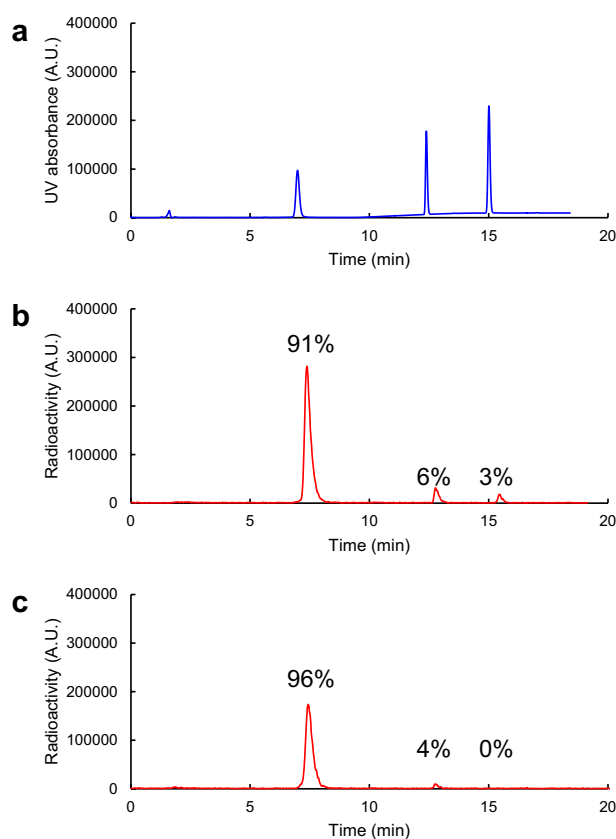 a
UV absorbance (A.U.)
400000
300000
200000
100000
0
0 5 10 15 20
Time (min)
b
Radioactivity (A.U.)
400000
300000
200000
100000
0
91%
6% 3%
0 5 10 15 20
Time (min)
c
Radioactivity (A.U.)
400000
300000
200000
100000
0
96%
4% 0%
0 5 10 15 20
Time (min)